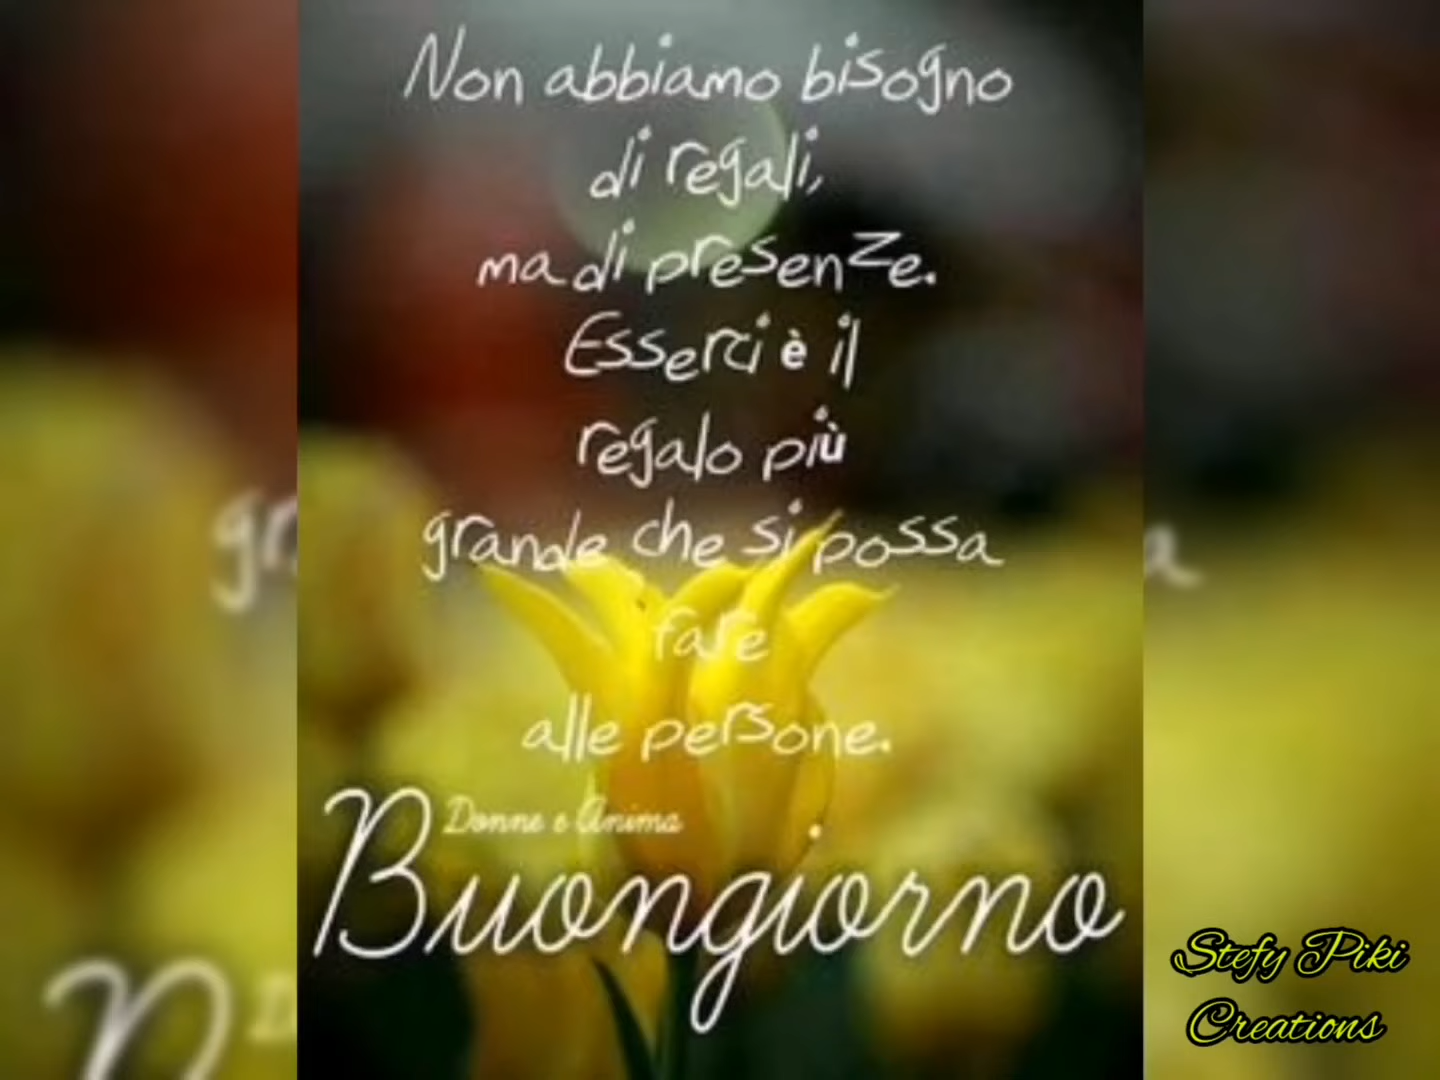 Non abbiamo bisogno
di regali,
ma di presenze.
Esserci è il
regalo più
grande che si possa
fare
alle persone.
Donne e Anima
Buongiorno
Stefy Piki
Creations